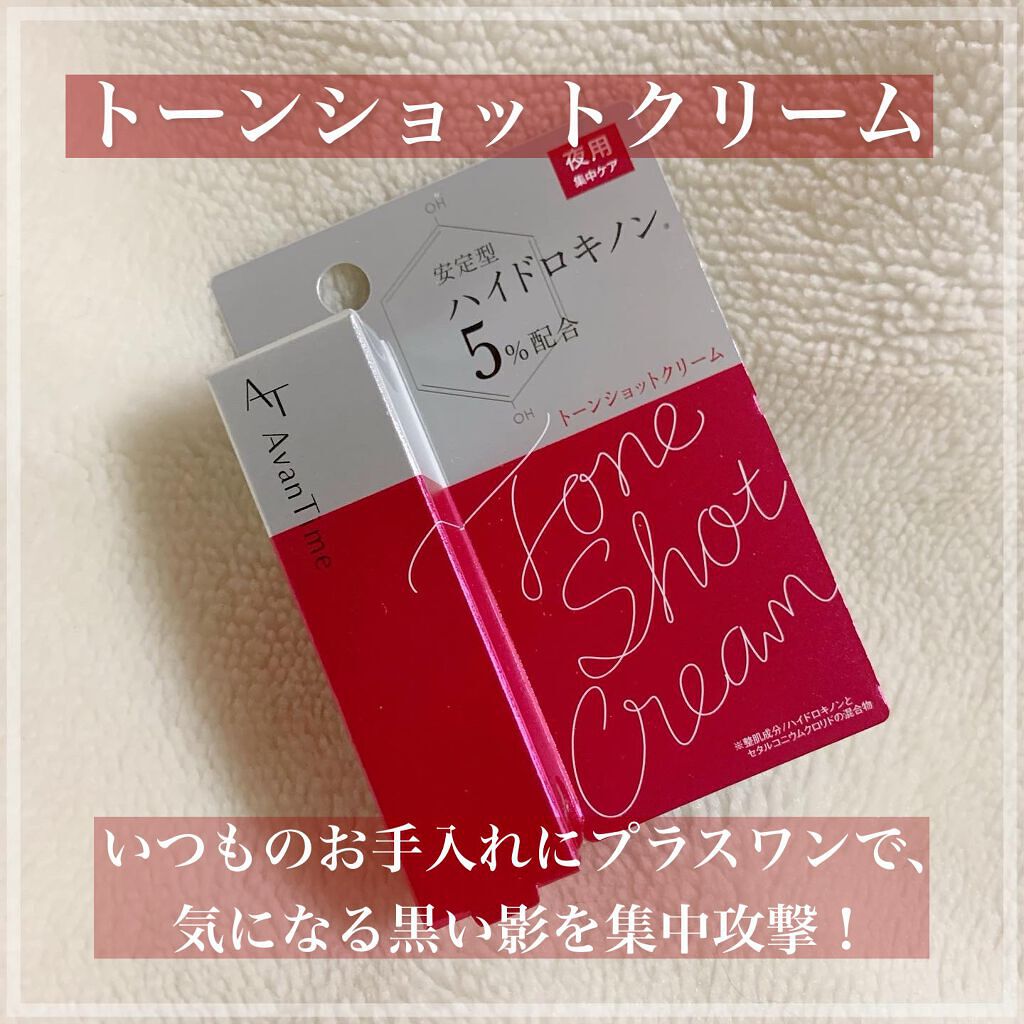 トーンショットクリーム
夜用
集中ケア
OH
安定型
ハイドロキノン※
5%配合
OH
トーンショットクリーム
AT
AvanTime
Tone
Shot
Cream
※整肌成分/ハイドロキノンと
セタルコニウムクロリドの混合物
いつものお手入れにプラスワンで、
気になる黒い影を集中攻撃！